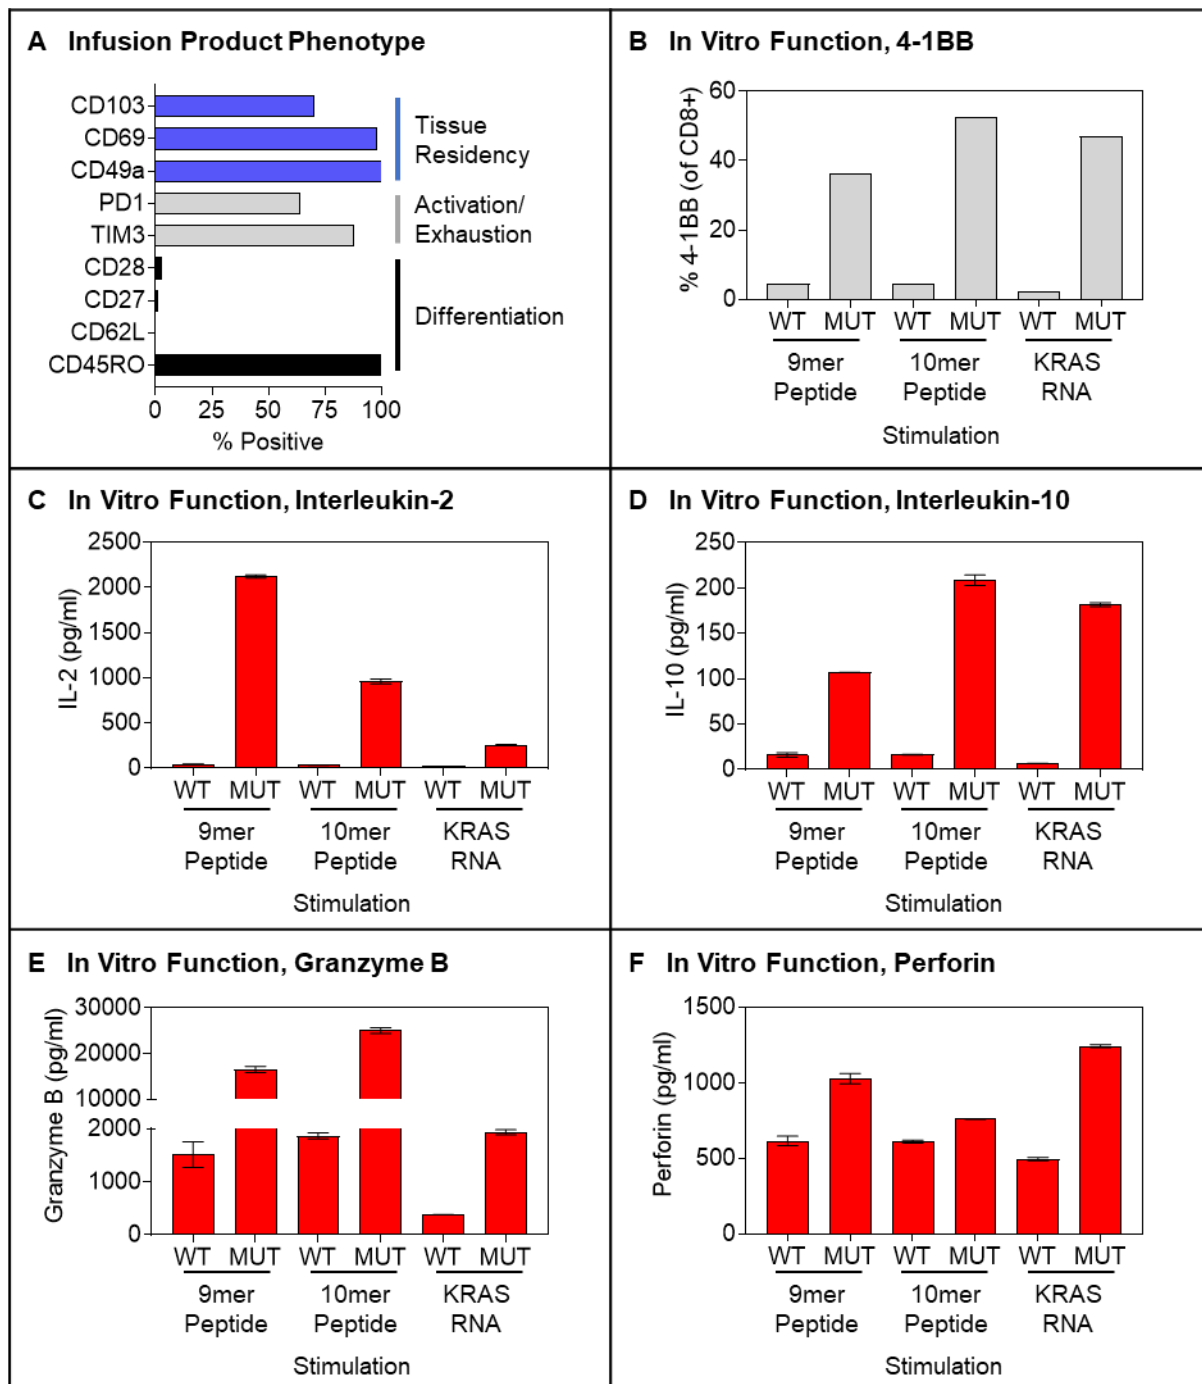 A Infusion Product Phenotype
CD103
CD69
CD49a
PD1
TIM3
CD28
CD27
CD62L
CD45RO
Tissue
Residency
Activation/
Exhaustion
Differentiation
0 25 50 75 100
% Positive
B In Vitro Function, 4-1BB
% 4-1BB (of CD8+)
60
40
20
0
WT MUT WT MUT WT MUT
9mer 10mer KRAS
Peptide Peptide RNA
Stimulation
C In Vitro Function, Interleukin-2
IL-2 (pg/ml)
2500
2000
1500
1000
500
0
WT MUT WT MUT WT MUT
9mer 10mer KRAS
Peptide Peptide RNA
Stimulation
D In Vitro Function, Interleukin-10
IL-10 (pg/ml)
250
200
150
100
50
0
WT MUT WT MUT WT MUT
9mer 10mer KRAS
Peptide Peptide RNA
Stimulation
E In Vitro Function, Granzyme B
Granzyme B (pg/ml)
30000
20000
10000
2000
1000
0
WT MUT WT MUT WT MUT
9mer 10mer KRAS
Peptide Peptide RNA
Stimulation
F In Vitro Function, Perforin
Perforin (pg/ml)
1500
1000
500
0
WT MUT WT MUT WT MUT
9mer 10mer KRAS
Peptide Peptide RNA
Stimulation